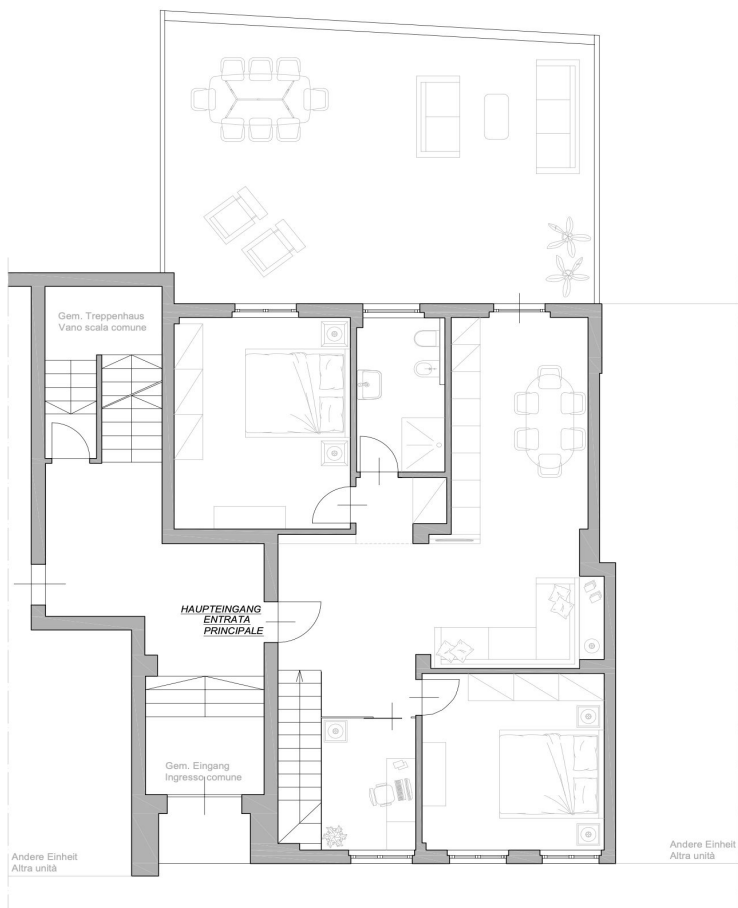 Gem. Treppenhaus
Vano scala comune
HAUPTEINGANG
ENTRATA
PRINCIPALE
Gem. Eingang
Ingresso comune
Andere Einheit
Altra unità
Andere Einheit
Altra unità